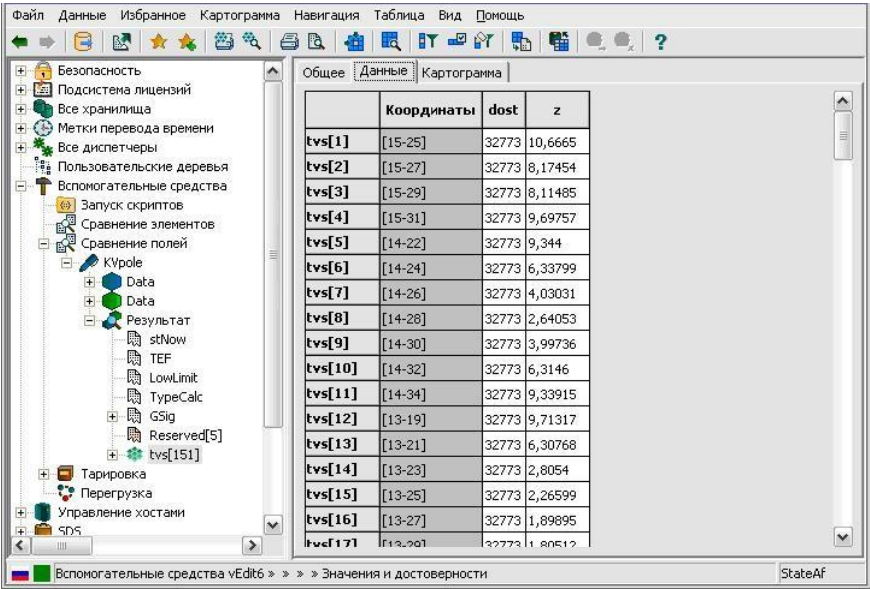 Файл Данные Избранное Картограмма Навигация Таблица Вид Помощь
Безопасность
Подсистема лицензий
Все хранилища
Метки перевода времени
Все диспетчеры
Пользовательские деревья
Вспомогательные средства
Запуск скриптов
Сравнение элементов
Сравнение полей
KVpole
Data
Data
Результат
stNow
TEF
LowLimit
TypeCalc
GSig
Reserved[5]
tvs[151]
Тарировка
Перегрузка
Управление хостами
SDS
Общее Данные Картограмма
Координаты dost z
tvs[1] [15-25] 32773 10,6665
tvs[2] [15-27] 32773 8,17454
tvs[3] [15-29] 32773 8,11485
tvs[4] [15-31] 32773 9,69757
tvs[5] [14-22] 32773 9,344
tvs[6] [14-24] 32773 6,33799
tvs[7] [14-26] 32773 4,03031
tvs[8] [14-28] 32773 2,64053
tvs[9] [14-30] 32773 3,99736
tvs[10] [14-32] 32773 6,3146
tvs[11] [14-34] 32773 9,33915
tvs[12] [13-19] 32773 9,71317
tvs[13] [13-21] 32773 6,30768
tvs[14] [13-23] 32773 2,8054
tvs[15] [13-25] 32773 2,26599
tvs[16] [13-27] 32773 1,89895
tvs[17] [13-29] 32773 1,80512
Вспомогательные средства vEdit6 » » » » Значения и достоверности
StateAf